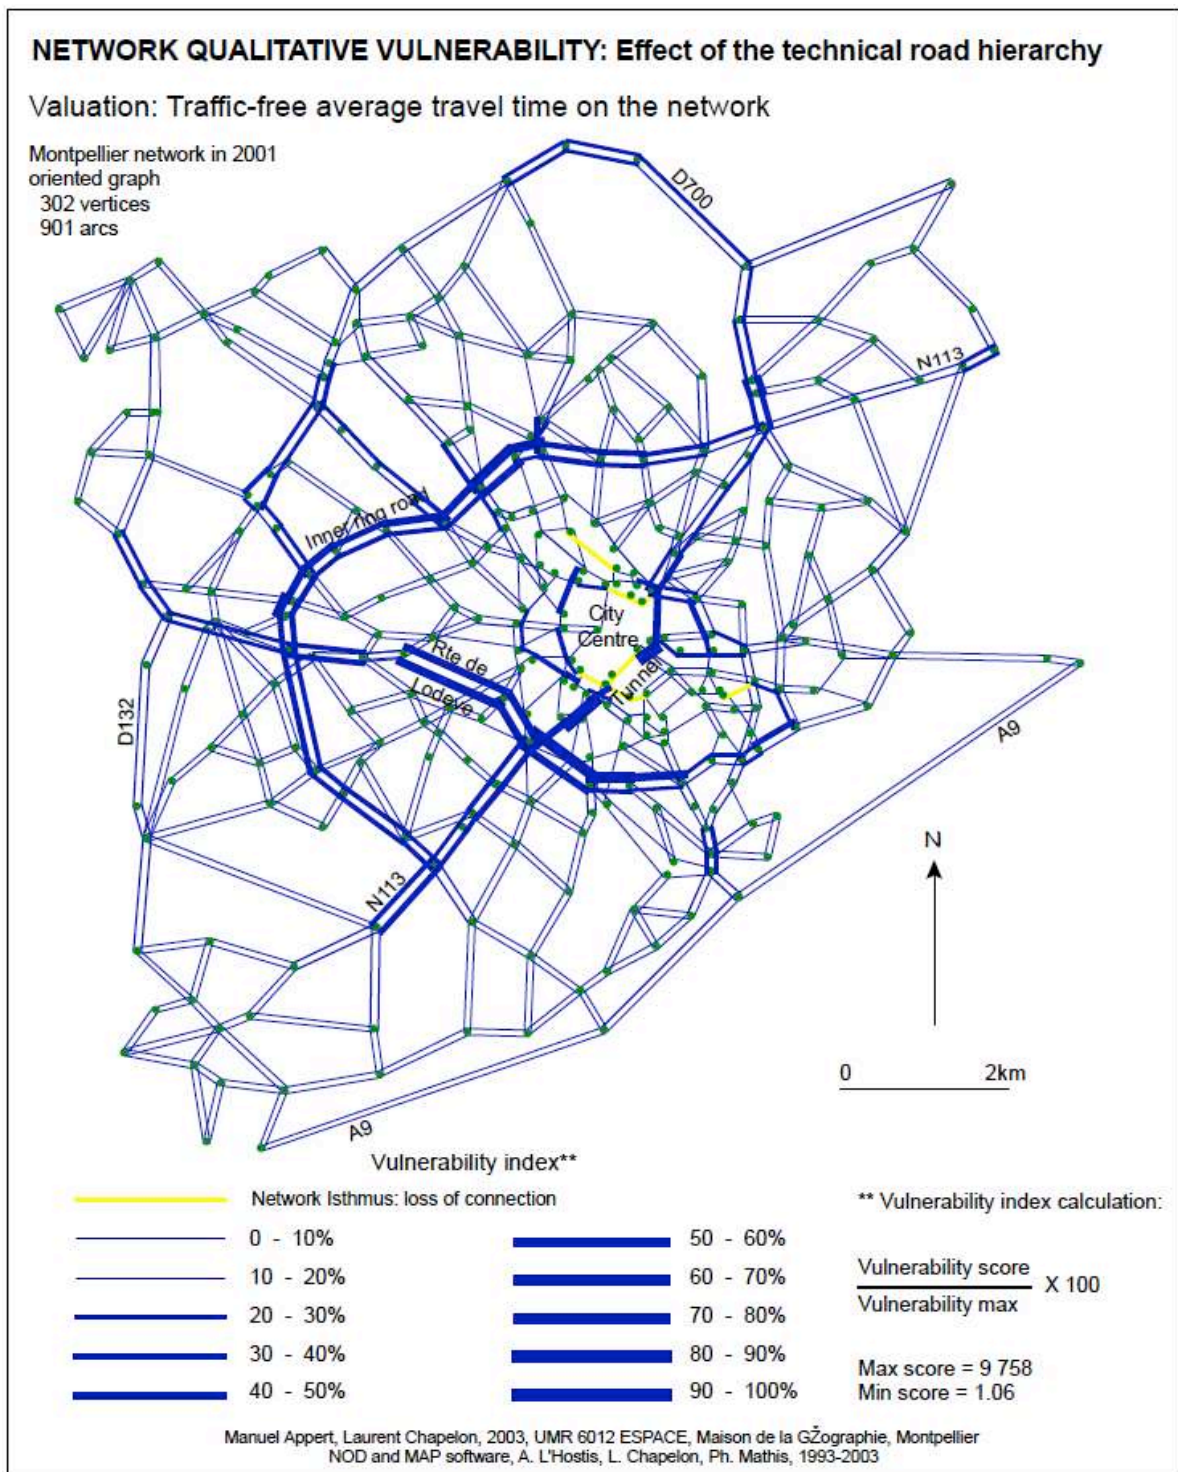 NETWORK QUALITATIVE VULNERABILITY: Effect of the technical road hierarchy
Valuation: Traffic-free average travel time on the network
Montpellier network in 2001
oriented graph
302 vertices
901 arcs
D700
N113
Inner ring road
City
Centre
Rte de
Lodeve
Tunnel
D132
A9
N113
N
0 2km
A9
Vulnerability index**
Network Isthmus: loss of connection
0 - 10%
10 - 20%
20 - 30%
30 - 40%
40 - 50%
50 - 60%
60 - 70%
70 - 80%
80 - 90%
90 - 100%
** Vulnerability index calculation:
Vulnerability score
X 100
Vulnerability max
Max score = 9 758
Min score = 1.06
Manuel Appert, Laurent Chapelon, 2003, UMR 6012 ESPACE, Maison de la GŽographie, Montpellier
NOD and MAP software, A. L'Hostis, L. Chapelon, Ph. Mathis, 1993-2003